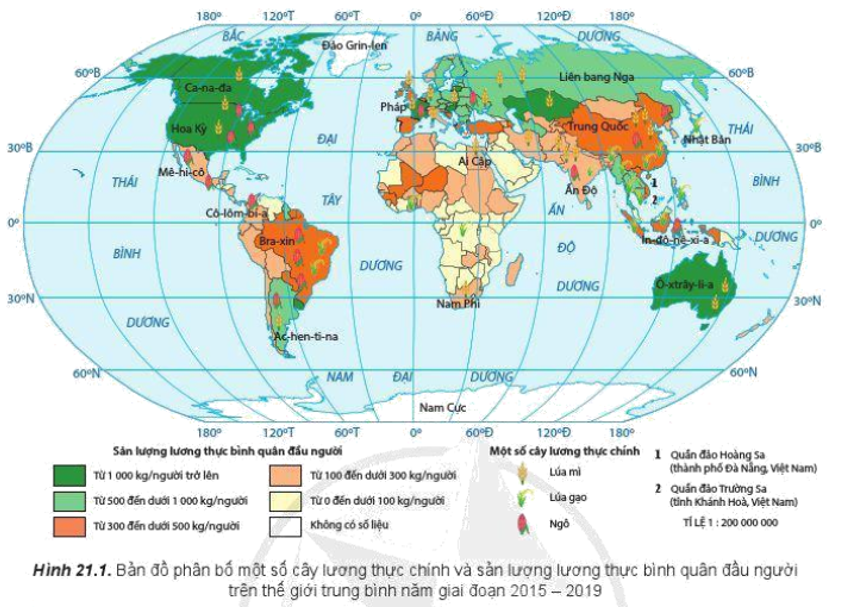 180° 120°T 60°T 0° 60°Đ 120°Đ 180°
BẮC BĂNG DƯƠNG
Đảo Grin-len
60°B 60°B
Ca-na-đa Liên bang Nga
Pháp
Hoa Kỳ Trung Quốc Nhật Bản THÁI
ĐẠI
30°B 30°B
Mê-hi-cô Ai Cập
THÁI TÂY Ấn Độ 1 BÌNH
ẤN 2
Cô-lôm-bi-a
0° 0°
Bra-xin In-đô-nê-xi-a DƯƠNG
BÌNH DƯƠNG ĐỘ
Ô-xtrây-li-a
30°N Nam Phi DƯƠNG 30°N
DƯƠNG
Ác-hen-ti-na
60°N NAM ĐẠI DƯƠNG 60°N
Nam Cực
180° 120°T 60°T 0° 60°Đ 120°Đ 180°
Sản lượng lương thực bình quân đầu người
Từ 1 000 kg/người trở lên
Từ 500 đến dưới 1 000 kg/người
Từ 300 đến dưới 500 kg/người
Từ 100 đến dưới 300 kg/người
Từ 0 đến dưới 100 kg/người
Không có số liệu
Một số cây lương thực chính
Lúa mì
Lúa gạo
Ngô
1 Quần đảo Hoàng Sa
(thành phố Đà Nẵng, Việt Nam)
2 Quần đảo Trường Sa
(tỉnh Khánh Hoà, Việt Nam)
TỈ LỆ 1 : 200 000 000
Hình 21.1. Bản đồ phân bố một số cây lương thực chính và sản lượng lương thực bình quân đầu người
trên thế giới trung bình năm giai đoạn 2015 – 2019